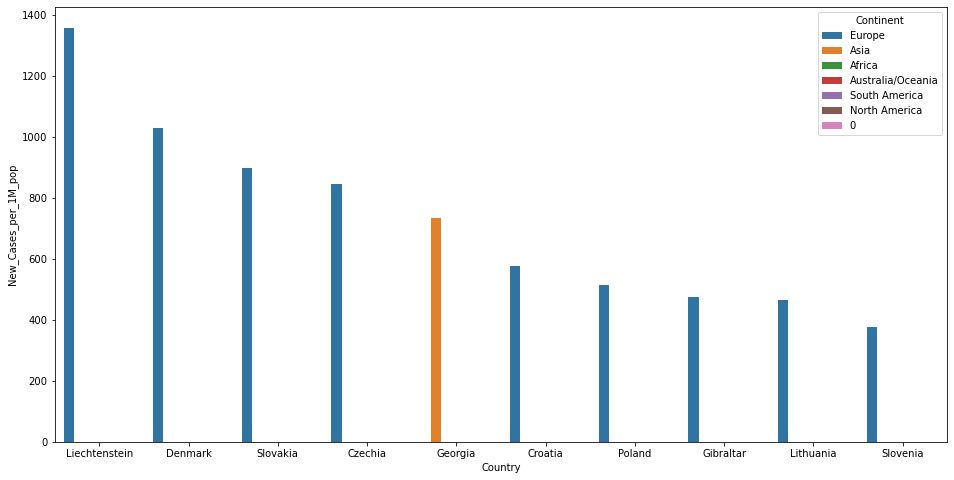 1400
1200
1000
800
600
400
200
0
New_Cases_per_1M_pop
Continent
Europe
Asia
Africa
Australia/Oceania
South America
North America
0
Liechtenstein Denmark Slovakia Czechia Georgia Croatia Poland Gibraltar Lithuania Slovenia
Country